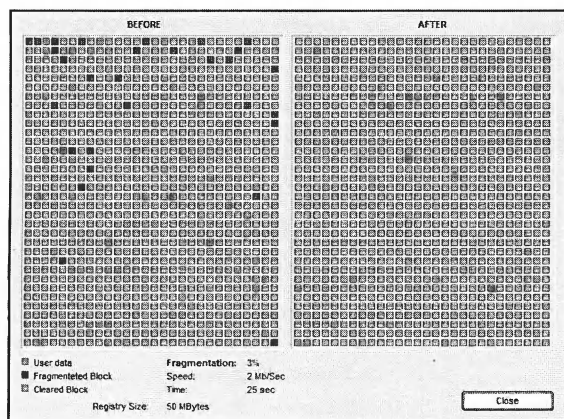 BEFORE
AFTER
User data
Fragmenteted Block
Cleared Block
Fragmentation: 3%
Speed: 2 Mb/Sec
Time: 25 sec
Registry Size: 50 MBytes
Close